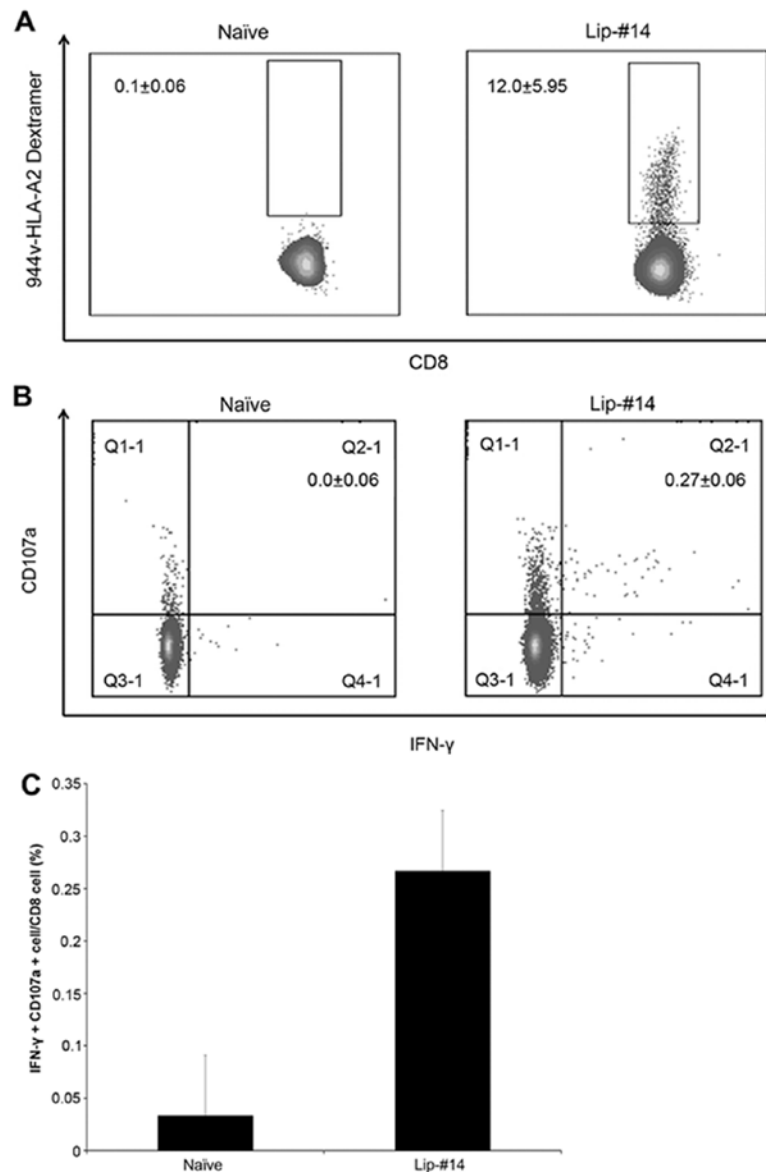 A
Naïve
Lip-#14
0.1±0.06
12.0±5.95
944v-HLA-A2 Dextramer
CD8
B
Naïve
Lip-#14
Q1-1
Q2-1
Q1-1
Q2-1
0.0±0.06
0.27±0.06
CD107a
Q3-1
Q4-1
Q3-1
Q4-1
IFN-γ
C
0.35
0.3
0.25
0.2
0.15
0.1
0.05
0
IFN-γ + CD107a + cell/CD8 cell (%)
Naïve
Lip-#14